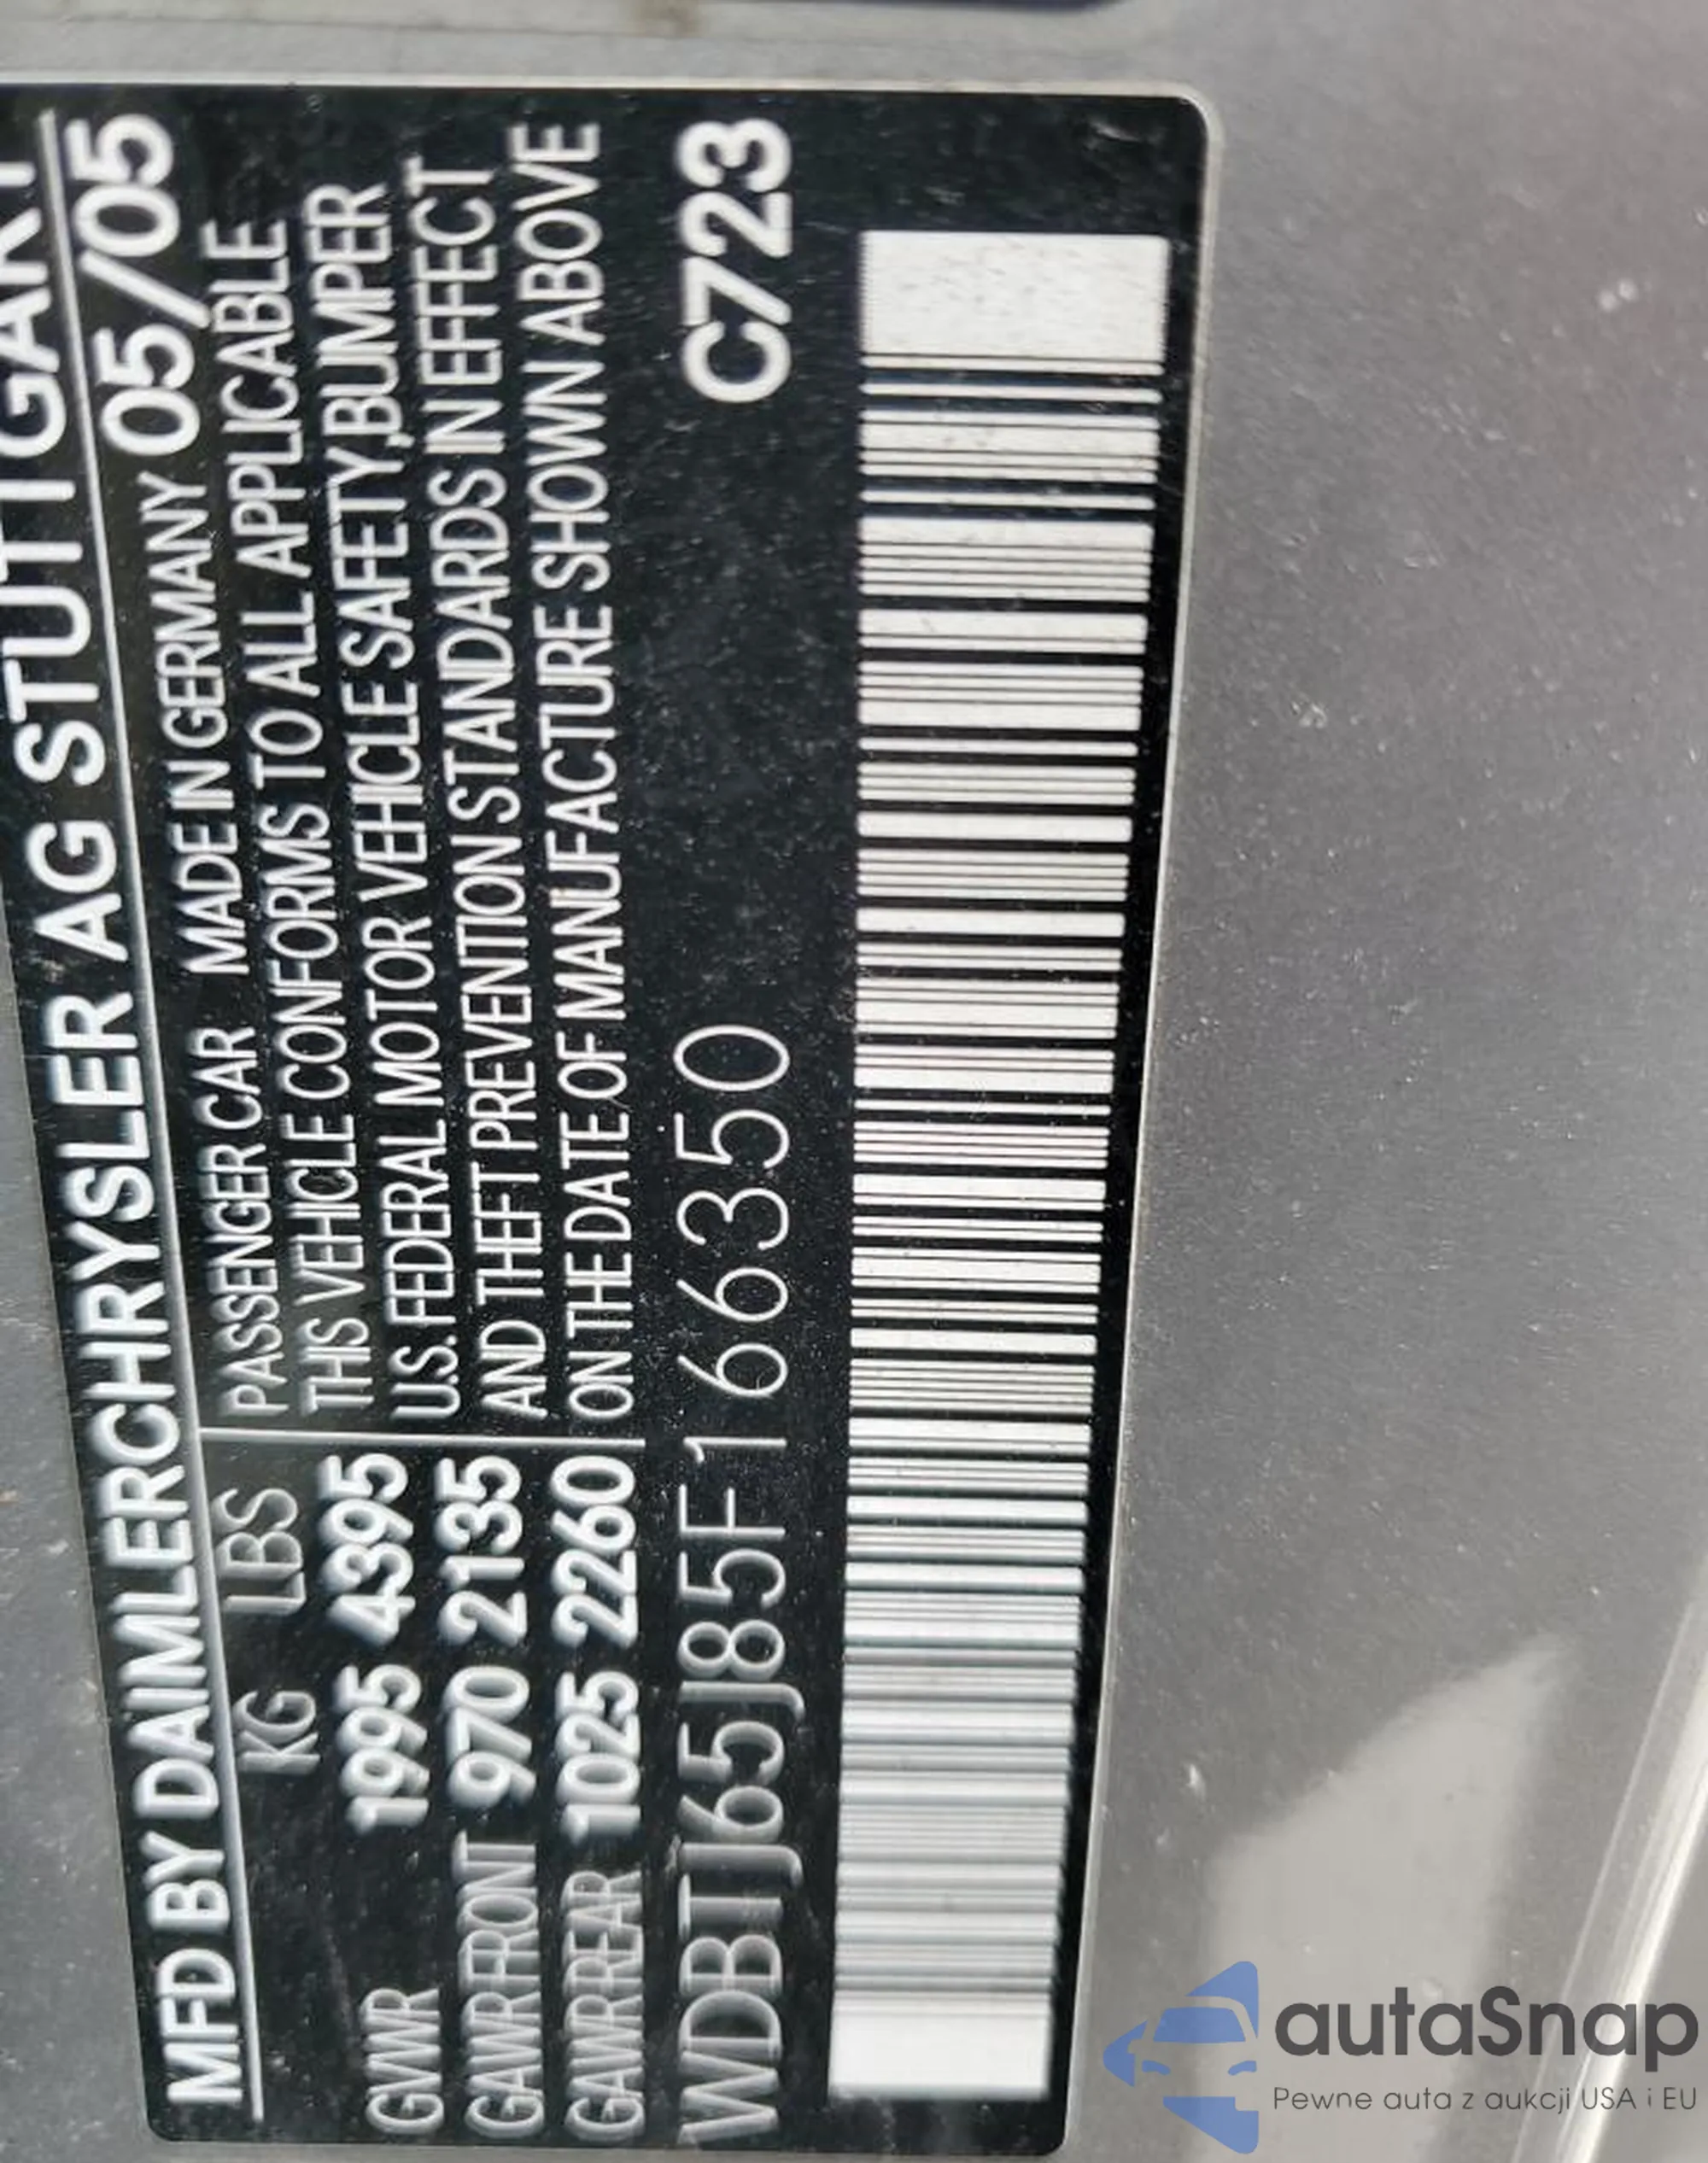 MFD BY DAIMLERCHRYSLER AG STUTTGART
PASSENGER CAR MADE IN GERMANY 05/05
KG LBS
THIS VEHICLE CONFORMS TO ALL APPLICABLE
GVWR 1995 4395
U.S. FEDERAL MOTOR VEHICLE SAFETY,BUMPER
GAWR FRONT 970 2135
AND THEFT PREVENTION STANDARDS IN EFFECT
GAWR REAR 1025 2260
ON THE DATE OF MANUFACTURE SHOWN ABOVE
WDBTJ65J85F166350 C723
autaSnap
Pewne auta z aukcji USA i EU